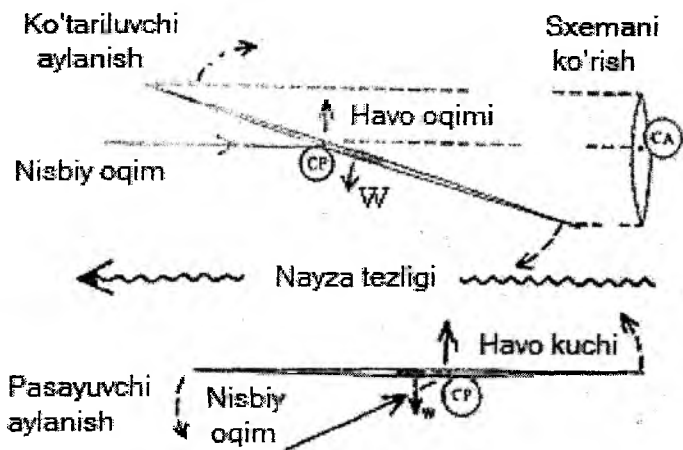 Ko'tariluvchi
aylanish
Sxemani
ko'rish
Havo oqimi
CA
Nisbiy oqim
CP
W
Nayza tezligi
Havo kuchi
Pasayuvchi
aylanish
Nisbiy
oqim
w
CP